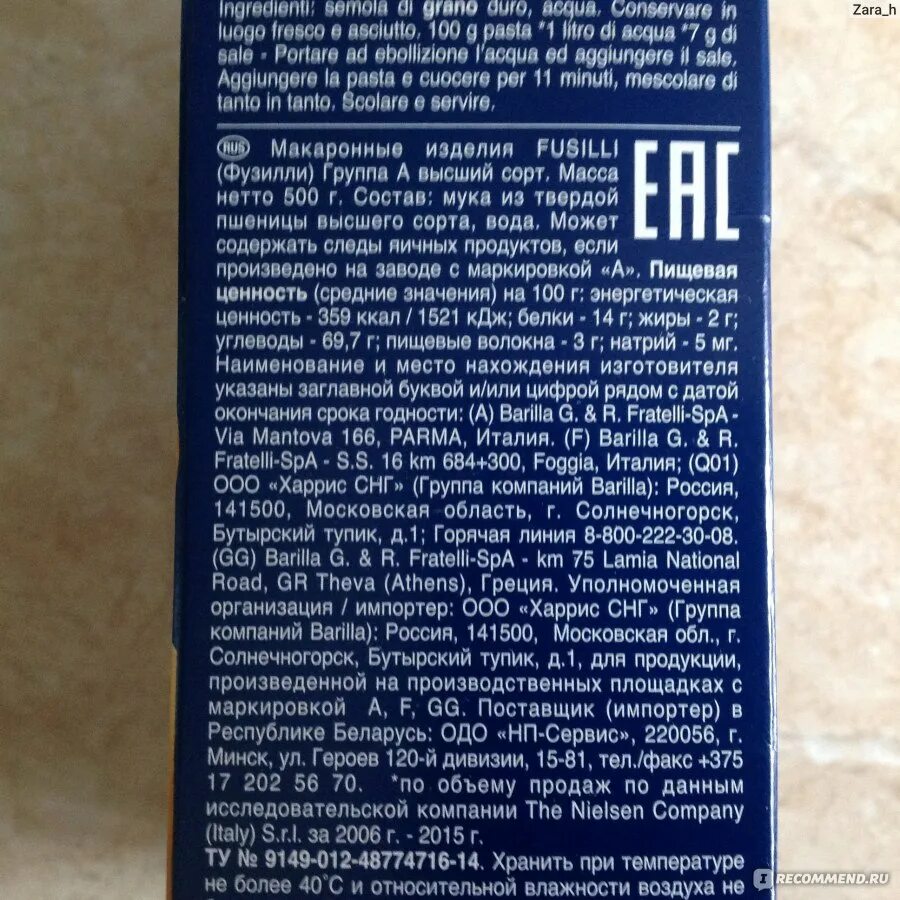 Zara_h
Ingredienti: semola di grano duro, acqua. Conservare in
luogo fresco e asciutto. 100 g pasta *1 litro di acqua *7 g di
sale - Portare ad ebollizione l'acqua ed aggiungere il sale.
Aggiungere la pasta e cuocere per 11 minuti, mescolare di
tanto in tanto. Scolare e servire.
RUS Макаронные изделия FUSILLI
(Фузилли) Группа А высший сорт. Масса
нетто 500 г. Состав: мука из твердой
пшеницы высшего сорта, вода. Может
содержать следы яичных продуктов, если
произведено на заводе с маркировкой «А». Пищевая
ценность (средние значения) на 100 г: энергетическая
ценность - 359 ккал / 1521 кДж; белки - 14 г; жиры - 2 г;
углеводы - 69,7 г; пищевые волокна - 3 г; натрий - 5 мг.
Наименование и место нахождения изготовителя
указаны заглавной буквой и/или цифрой рядом с датой
окончания срока годности: (A) Barilla G. & R. Fratelli-SpA -
Via Mantova 166, PARMA, Италия. (F) Barilla G. & R.
Fratelli-SpA - S.S. 16 km 684+300, Foggia, Италия; (Q01)
ООО «Харрис СНГ» (Группа компаний Barilla): Россия,
141500, Московская область, г. Солнечногорск,
Бутырский тупик, д.1; Горячая линия 8-800-222-30-08.
(GG) Barilla G. & R. Fratelli-SpA - km 75 Lamia National
Road, GR Theva (Athens), Греция. Уполномоченная
организация / импортер: ООО «Харрис СНГ» (Группа
компаний Barilla): Россия, 141500, Московская обл., г.
Солнечногорск, Бутырский тупик, д.1, для продукции,
произведенной на производственных площадках с
маркировкой A, F, GG. Поставщик (импортер) в
Республике Беларусь: ОДО «НП-Сервис», 220056, г.
Минск, ул. Героев 120-й дивизии, 15-81, тел./факс +375
17 202 56 70. *по объему продаж по данным
исследовательской компании The Nielsen Company
(Italy) S.r.l. за 2006 г. - 2015 г.
ТУ № 9149-012-48774716-14. Хранить при температуре
не более 40˚С и относительной влажности воздуха не
EAC
I RECOMMEND.RU